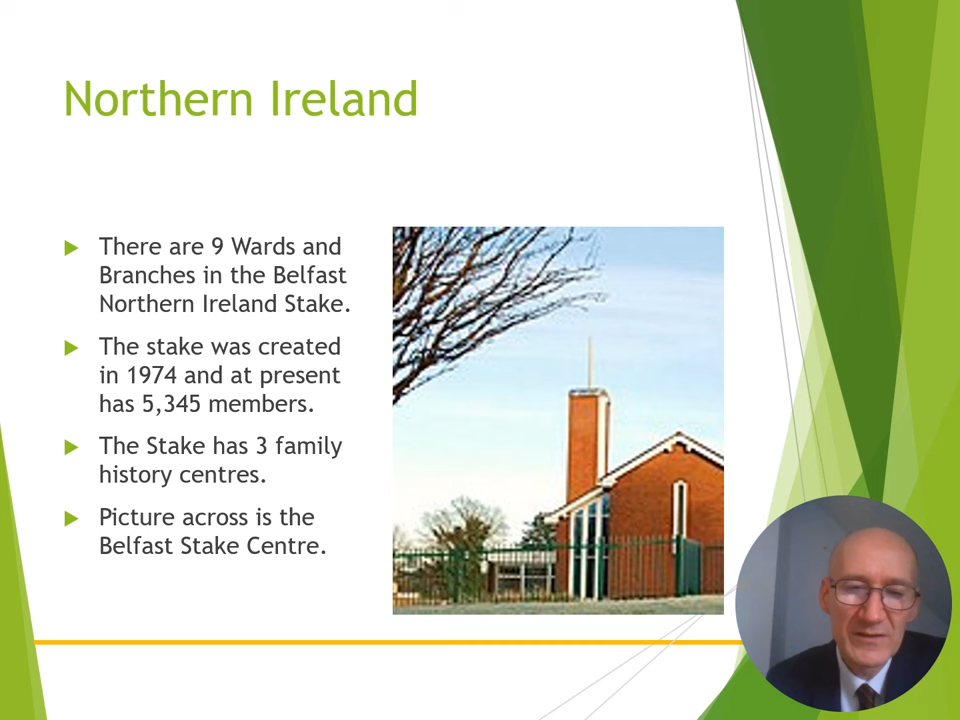 Northern Ireland
There are 9 Wards and
Branches in the Belfast
Northern Ireland Stake.
The stake was created
in 1974 and at present
has 5,345 members.
The Stake has 3 family
history centres.
Picture across is the
Belfast Stake Centre.